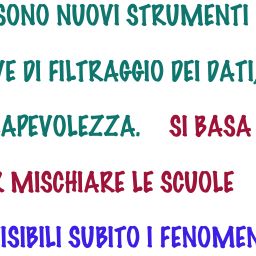 SONO NUOVI STRUMENTI
VE DI FILTRAGGIO DEI DATI,
APEVOLEZZA. SI BASA
R MISCHIARE LE SCUOLE
ISIBILI SUBITO I FENOMEN